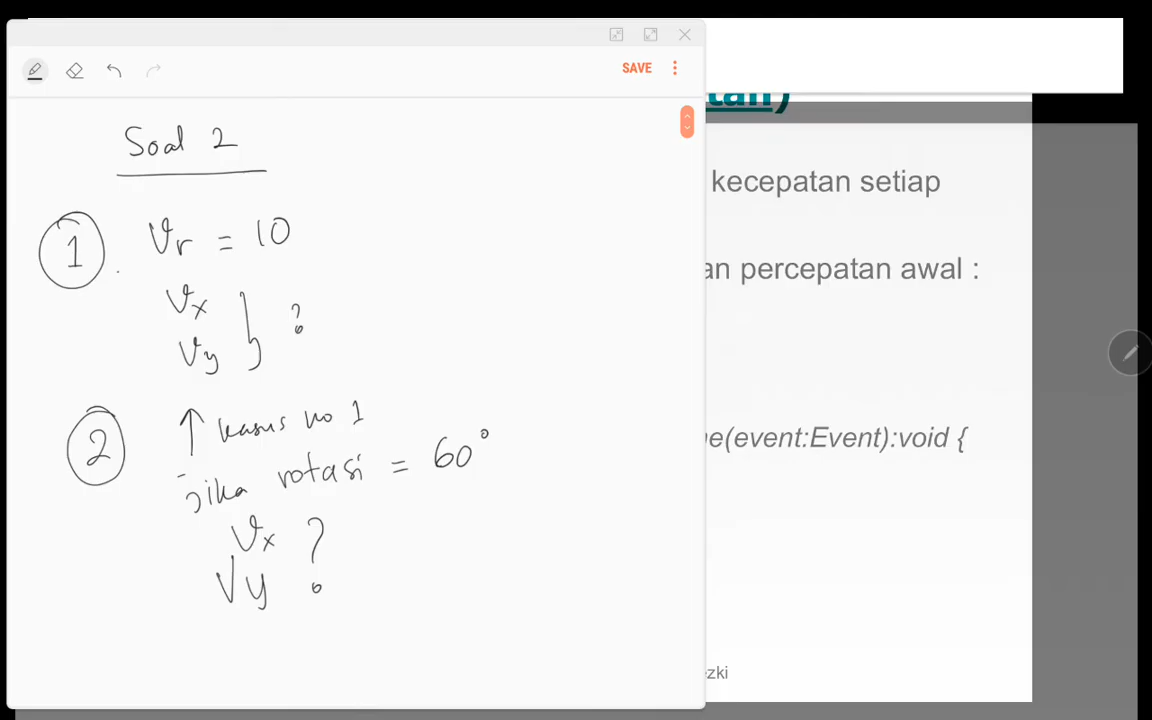 SAVE
Soal 2
1. Vr = 10
Vx
Vy } ?
2 ↑ kasus no 1
jika rotasi = 60°
Vx ?
Vy
tan)
kecepatan setiap
an percepatan awal :
e(event:Event):void {
zki